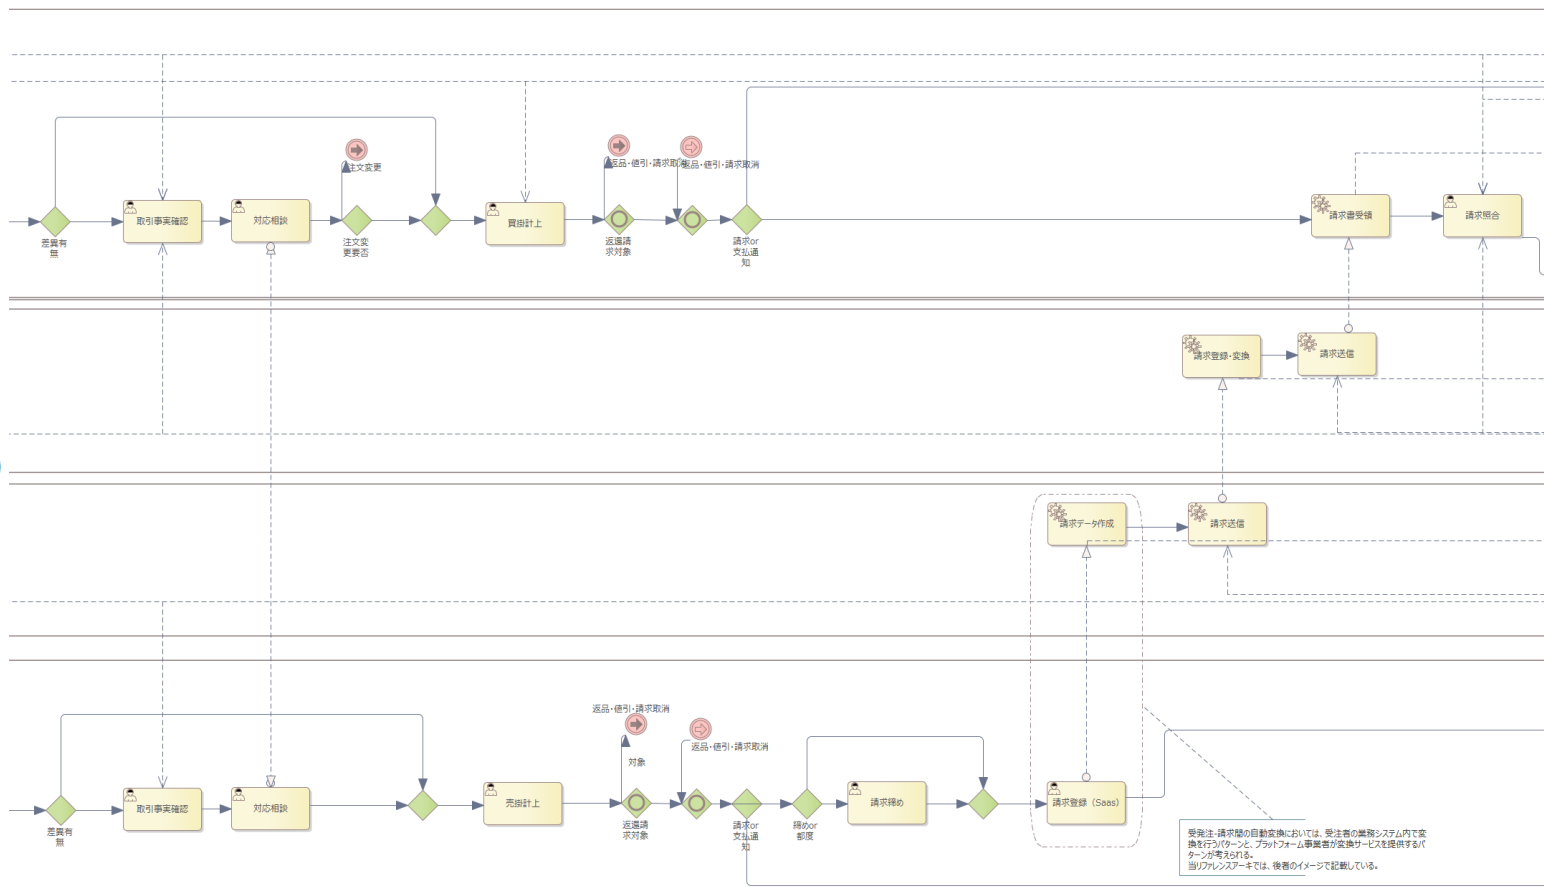 注文変更
返品・値引・請求取消
返品・値引・請求取消
取引事実確認
対応相談
買掛計上
請求書受領
請求照合
差異有
無
注文変
更要否
返還請
求対象
請求or
支払通
知
請求登録・変換
請求送信
請求データ作成
請求送信
返品・値引・請求取消
返品・値引・請求取消
対象
取引事実確認
対応相談
売掛計上
請求締め
請求登録（Saas）
差異有
無
返還請
求対象
請求or
支払通
知
締めor
都度
受発注-請求間の自動変換においては、受注者の業務システム内で変
換を行うパターンと、プラットフォーム事業者が変換サービスを提供するパ
ターンが考えられる。
当リファレンスアーキでは、後者のイメージで記載している。